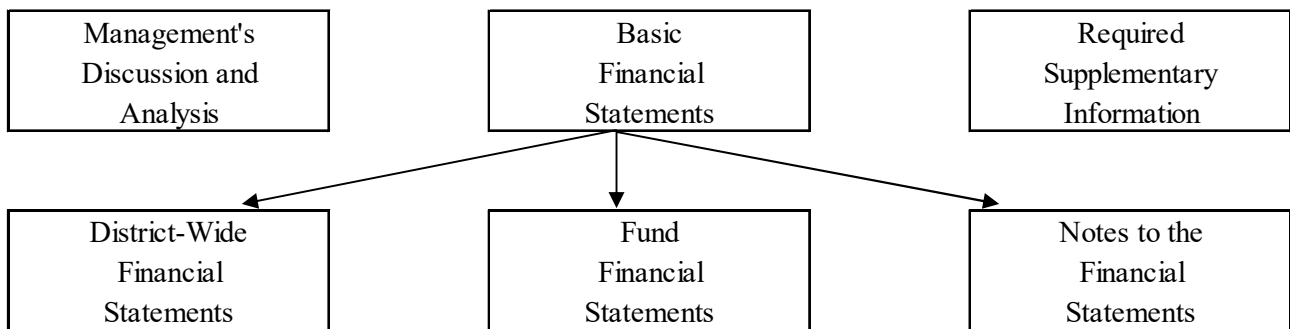 Management's
Discussion and
Analysis
Basic
Financial
Statements
Required
Supplementary
Information
District-Wide
Financial
Statements
Fund
Financial
Statements
Notes to the
Financial
Statements